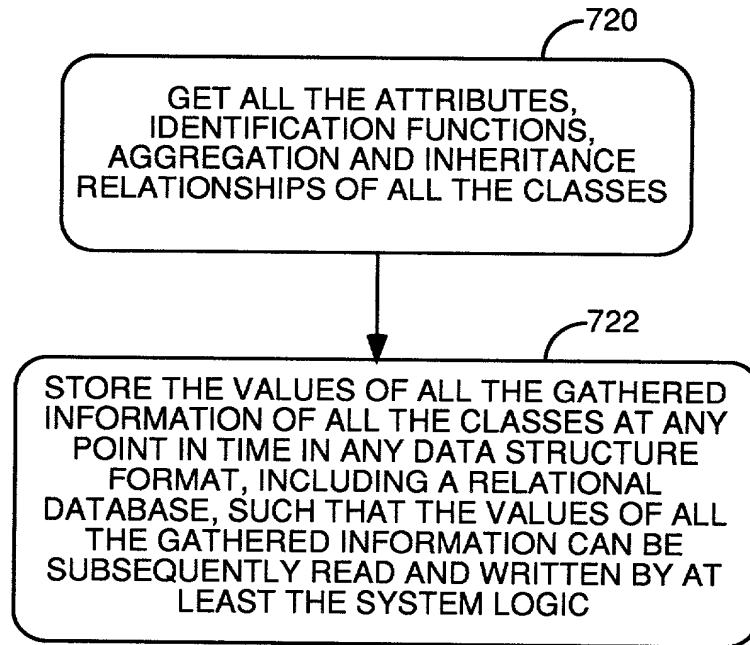 720
GET ALL THE ATTRIBUTES,
IDENTIFICATION FUNCTIONS,
AGGREGATION AND INHERITANCE
RELATIONSHIPS OF ALL THE CLASSES
722
STORE THE VALUES OF ALL THE GATHERED
INFORMATION OF ALL THE CLASSES AT ANY
POINT IN TIME IN ANY DATA STRUCTURE
FORMAT, INCLUDING A RELATIONAL
DATABASE, SUCH THAT THE VALUES OF ALL
THE GATHERED INFORMATION CAN BE
SUBSEQUENTLY READ AND WRITTEN BY AT
LEAST THE SYSTEM LOGIC